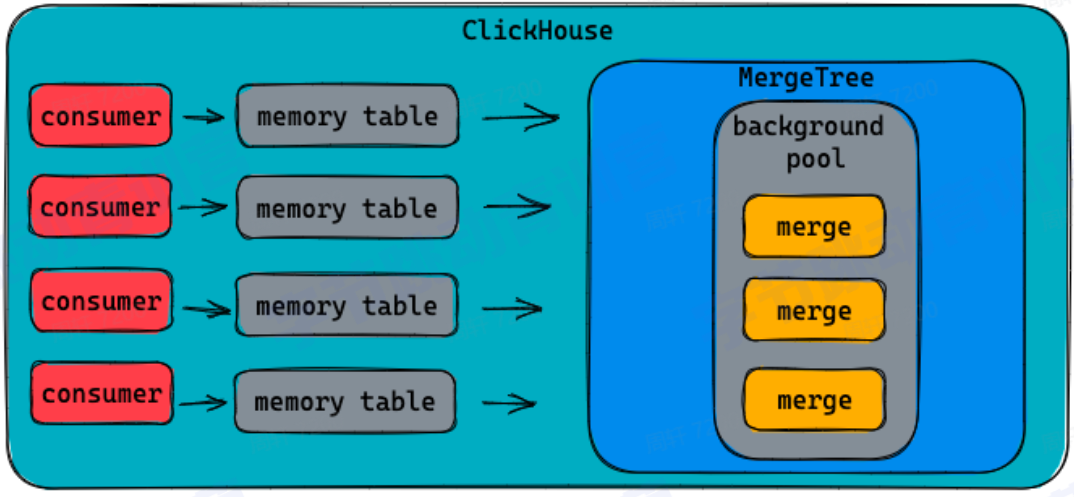 ClickHouse
MergeTree
consumer
memory table
background
pool
consumer
memory table
merge
consumer
memory table
merge
consumer
memory table
merge